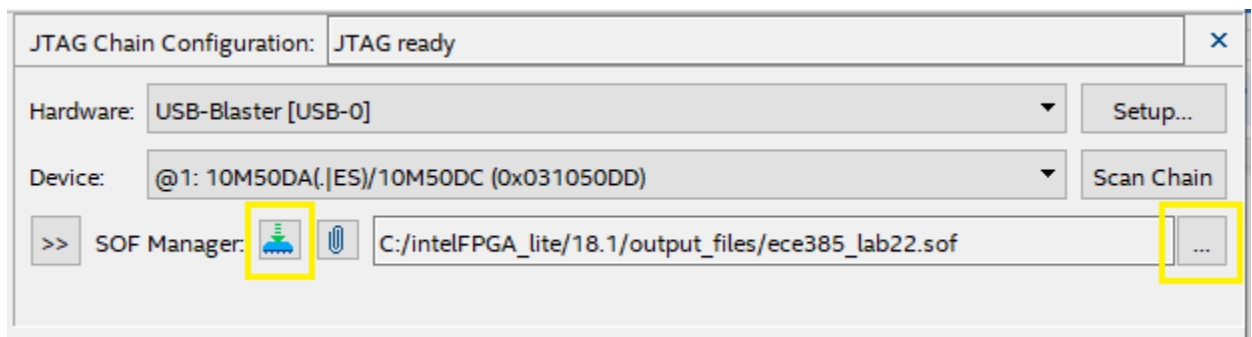 JTAG Chain Configuration: JTAG ready
Hardware: USB-Blaster [USB-0] Setup...
Device: @1: 10M50DA(.|ES)/10M50DC (0x031050DD) Scan Chain
>> SOF Manager: C:/intelFPGA_lite/18.1/output_files/ece385_lab22.sof ...